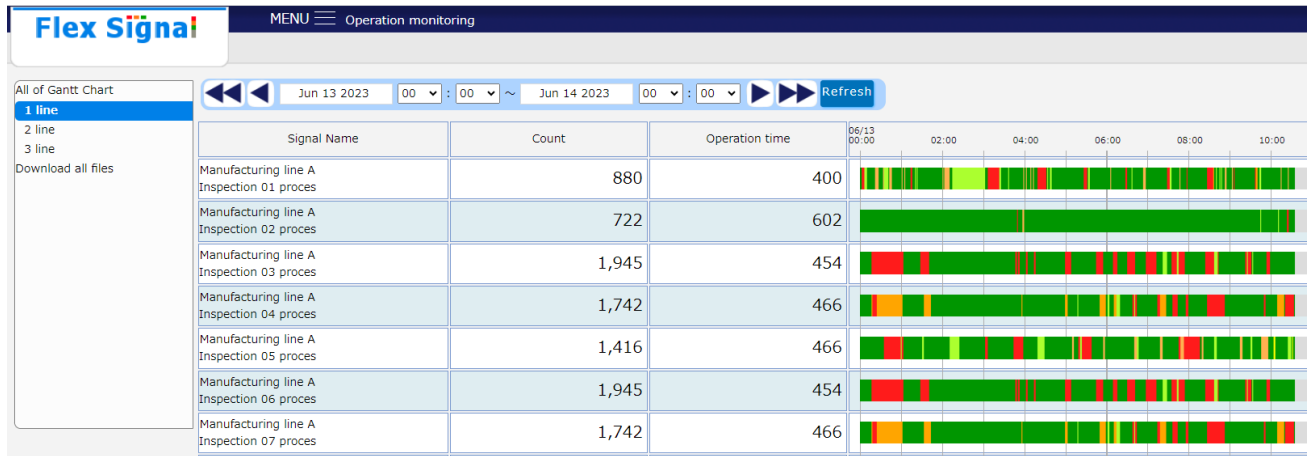 Flex Signal
MENU Operation monitoring
All of Gantt Chart
1 line
2 line
3 line
Download all files
Jun 13 2023 00 : 00 ～ Jun 14 2023 00 : 00 Refresh
Signal Name Count Operation time 06/13
00:00 02:00 04:00 06:00 08:00 10:00
Manufacturing line A
Inspection 01 proces 880 400
Manufacturing line A
Inspection 02 proces 722 602
Manufacturing line A
Inspection 03 proces 1,945 454
Manufacturing line A
Inspection 04 proces 1,742 466
Manufacturing line A
Inspection 05 proces 1,416 466
Manufacturing line A
Inspection 06 proces 1,945 454
Manufacturing line A
Inspection 07 proces 1,742 466